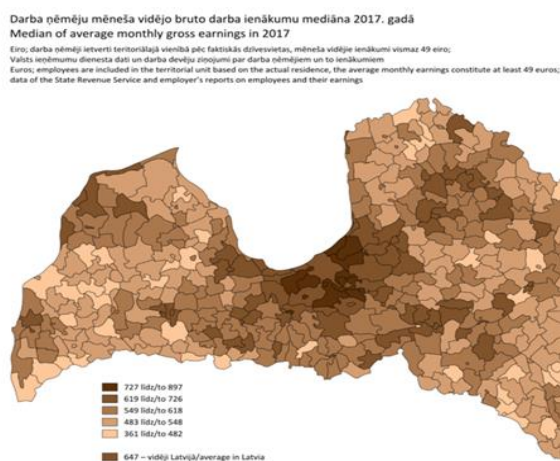 Darba ņēmēju mēneša vidējo bruto darba ienākumu mediāna 2017. gadā
Median of average monthly gross earnings in 2017
Eiro; darba ņēmēji ietverti teritoriālajā vienībā pēc faktiskās dzīvesvietas, mēneša vidējie ienākumi vismaz 49 eiro;
Valsts ieņēmumu dienesta dati un darba devēju ziņojumi par darba ņēmējiem un to ienākumiem
Euros; employees are included in the territorial unit based on the actual residence, the average monthly earnings constitute at least 49 euros;
data of the State Revenue Service and employer's reports on employees and their earnings
727 līdz/to 897
619 līdz/to 726
549 līdz/to 618
483 līdz/to 548
361 līdz/to 482
647 – vidēji Latvijā/average in Latvia